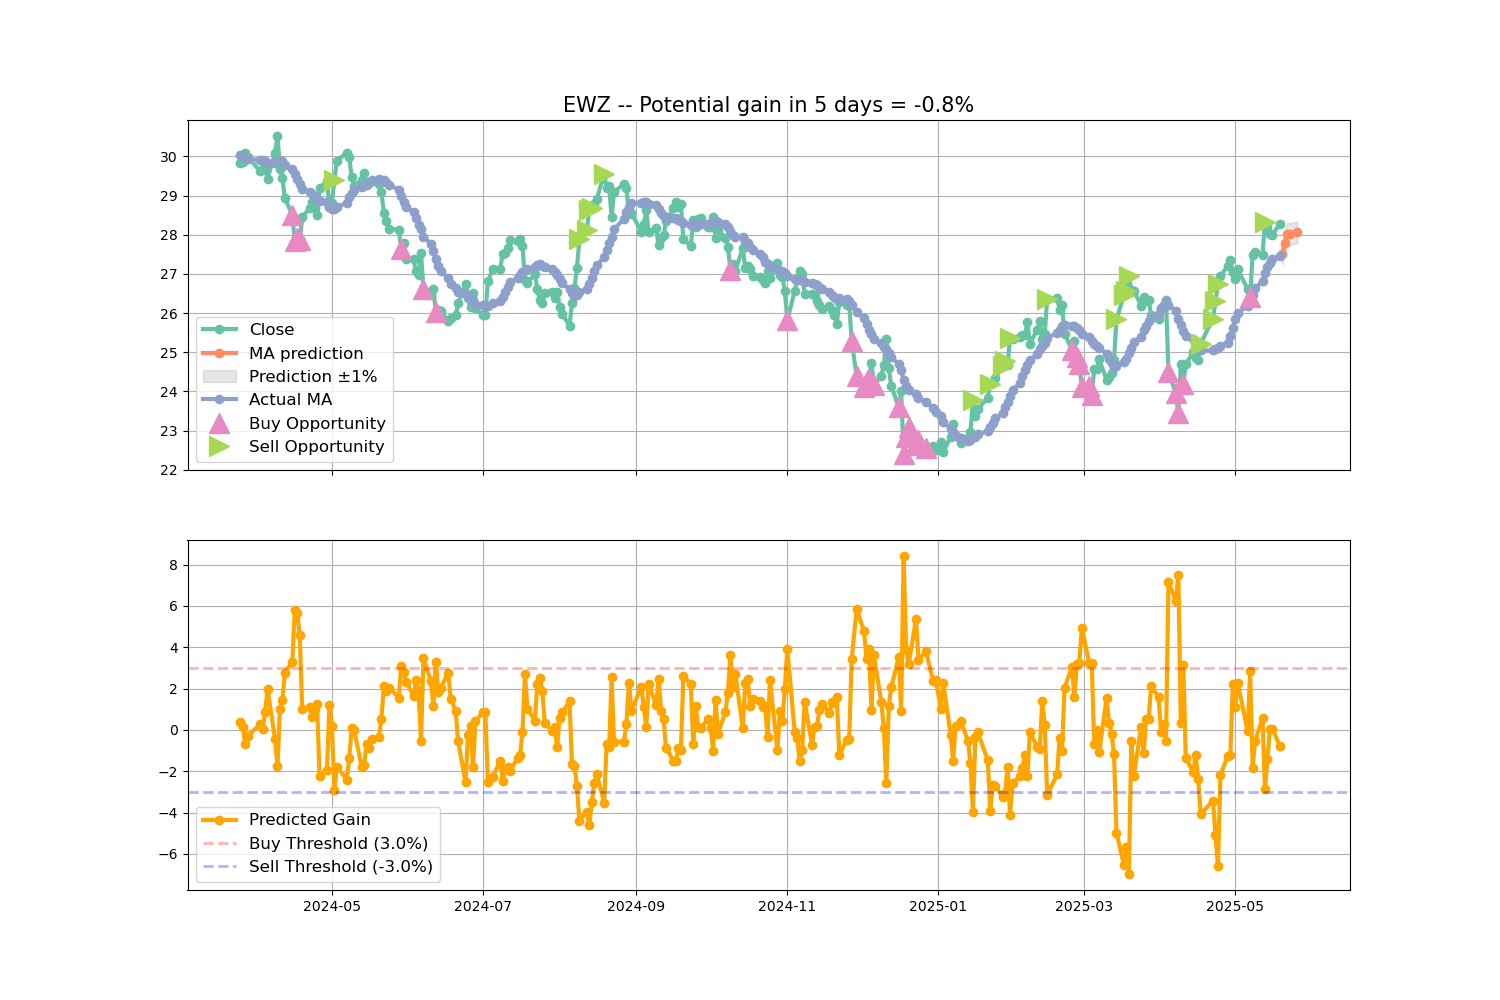 EWZ -- Potential gain in 5 days = -0.8%
30
29
28
27
26
25
24
23
22
Close
MA prediction
Prediction ±1%
Actual MA
Buy Opportunity
Sell Opportunity
8
6
4
2
0
−2
−4
−6
Predicted Gain
Buy Threshold (3.0%)
Sell Threshold (-3.0%)
2024-05 2024-07 2024-09 2024-11 2025-01 2025-03 2025-05